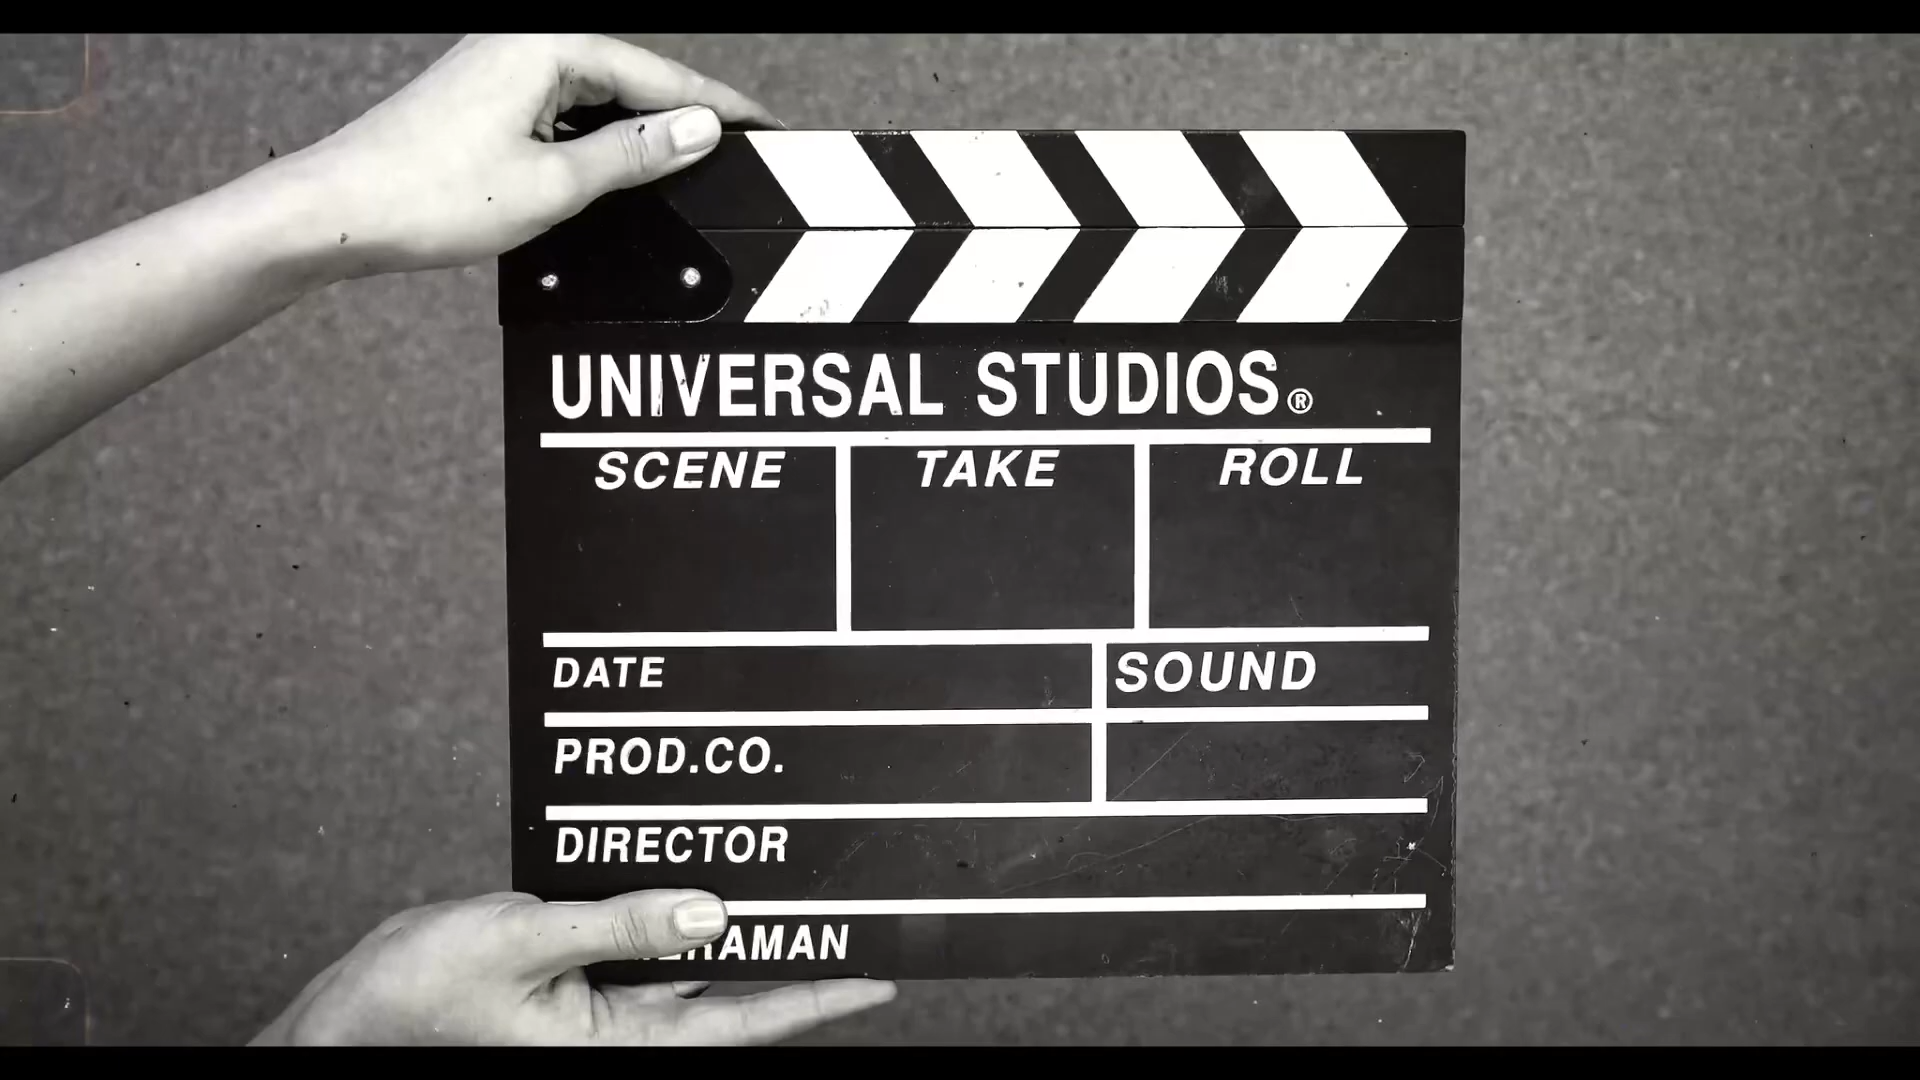 UNIVERSAL STUDIOS®
SCENE TAKE ROLL
DATE SOUND
PROD.CO.
DIRECTOR